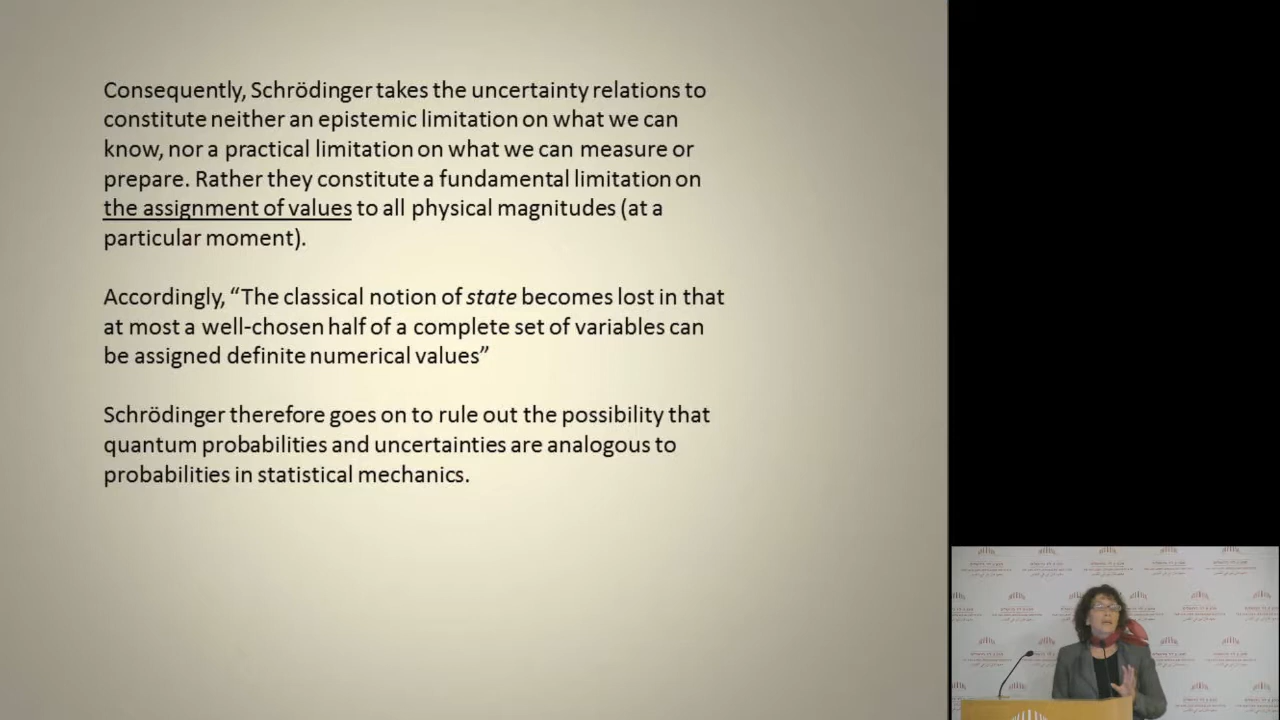 Consequently, Schrödinger takes the uncertainty relations to
constitute neither an epistemic limitation on what we can
know, nor a practical limitation on what we can measure or
prepare. Rather they constitute a fundamental limitation on
the assignment of values to all physical magnitudes (at a
particular moment).
Accordingly, “The classical notion of state becomes lost in that
at most a well-chosen half of a complete set of variables can
be assigned definite numerical values”
Schrödinger therefore goes on to rule out the possibility that
quantum probabilities and uncertainties are analogous to
probabilities in statistical mechanics.